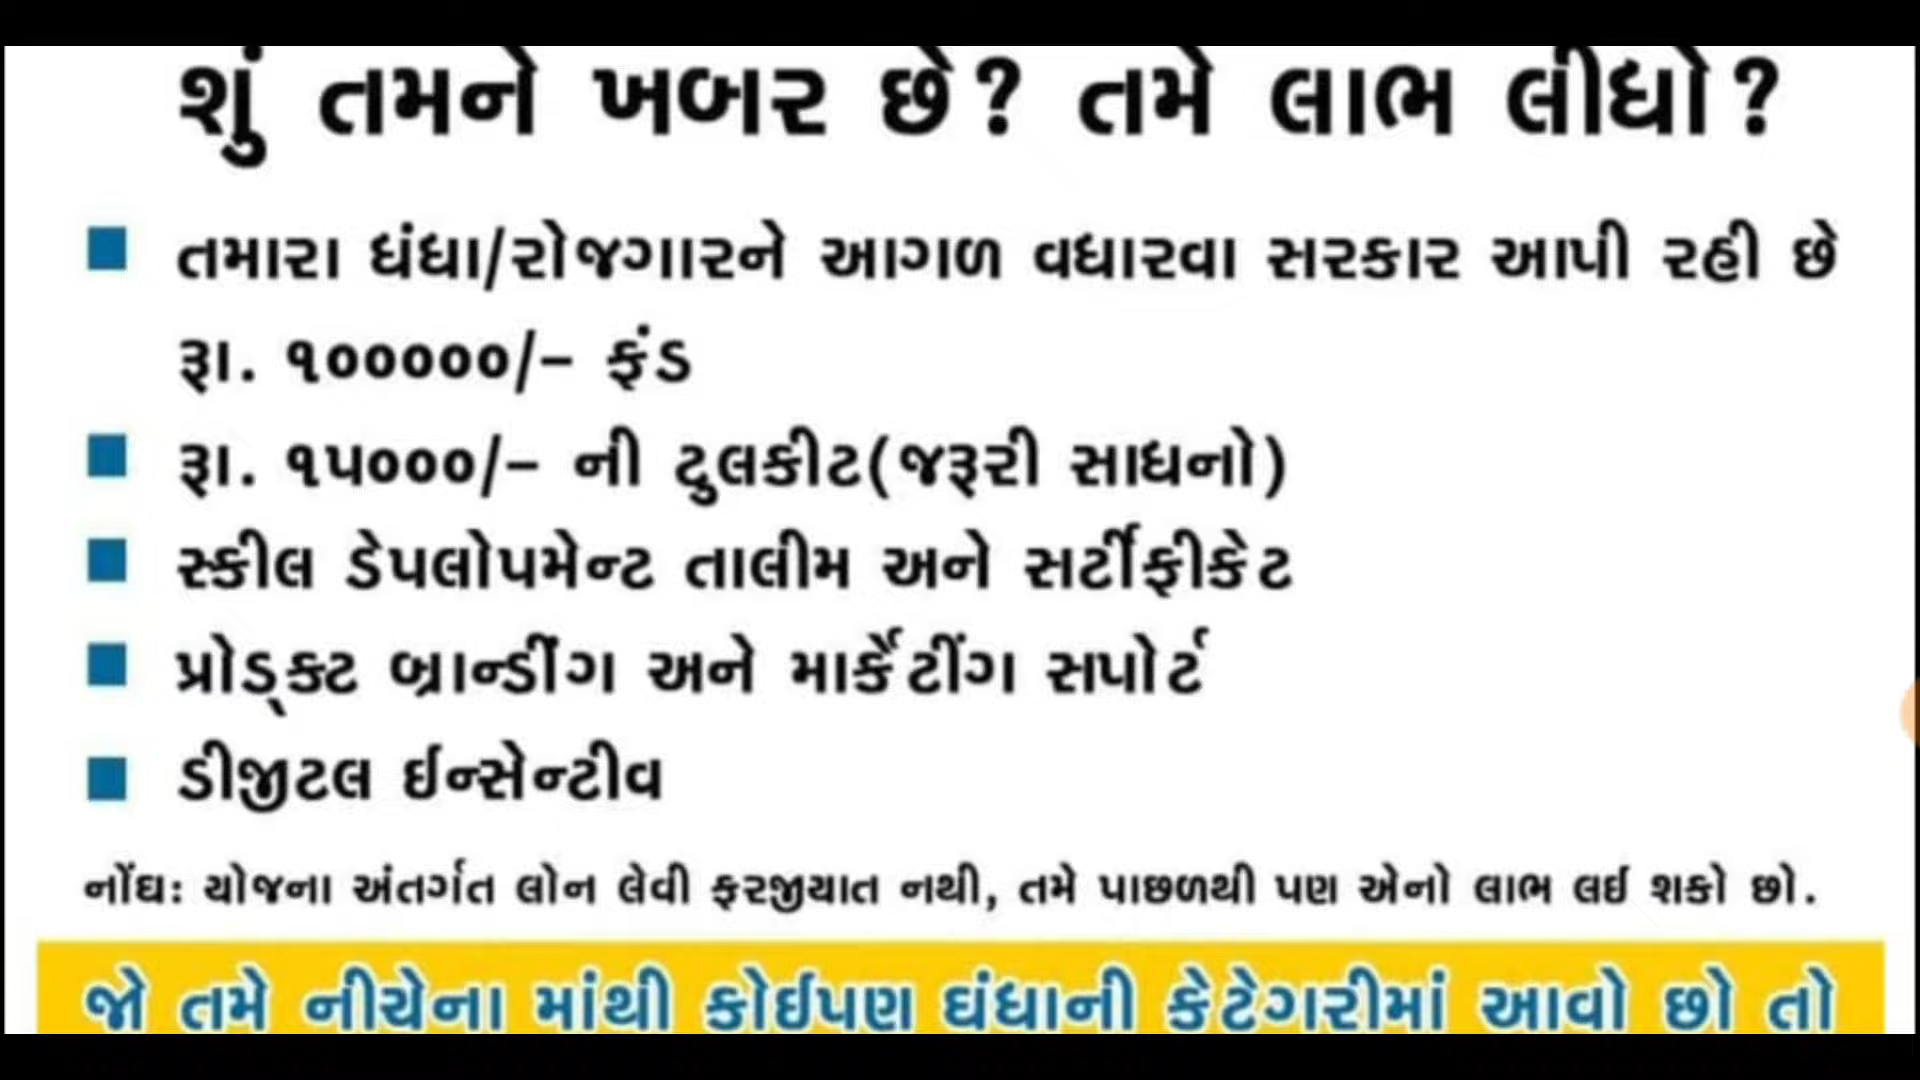 શું તમને ખબર છે? તમે લાભ લીધો?
તમારા ધંધા/રોજગારને આગળ વધારવા સરકાર આપી રહી છે
રૂા. ૧૦૦૦૦૦/– ફંડ
રૂા. ૧૫૦૦૦/– ની ટુલકીટ(જરૂરી સાધનો)
સ્કીલ ડેપલોપમેન્ટ તાલીમ અને સર્ટીફીકેટ
પ્રોડ્ક્ટ બ્રાન્ડીંગ અને માર્કેટીંગ સપોર્ટ
ડીજીટલ ઈન્સેન્ટીવ
નોંઘઃ યોજના અંતર્ગત લોન લેવી ફરજીયાત નથી, તમે પાછળથી પણ એનો લાભ લઈ શકો છો.
જો તમે નીચેના માંથી કોઈપણ ઘંધાની કેટેગરીમાં આવો છો તો